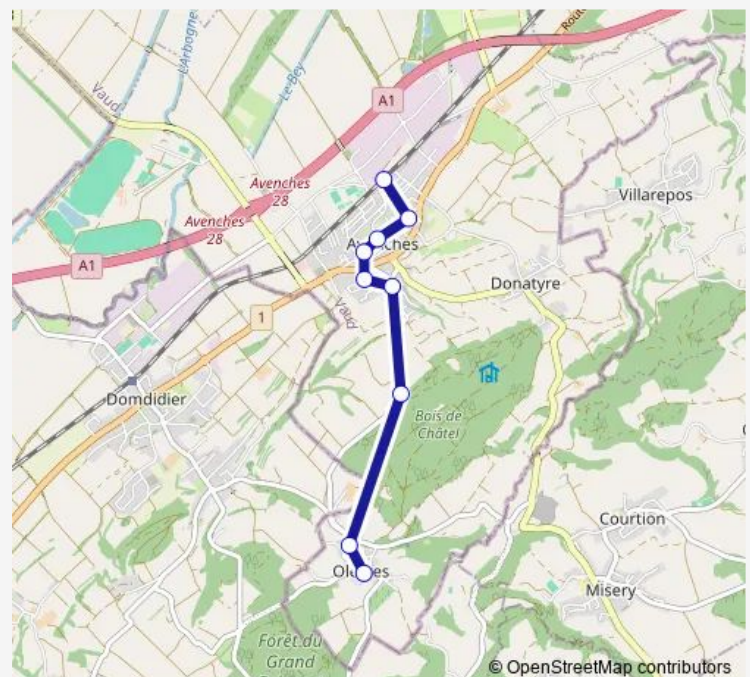 Vaud
L'Arbogne
Le Bey
A1
Villarepos
Avenches
28
Avenches
28
Avenches
A1
Donatyre
Vaud
1
Domdidier
Bois de
Châtel
Courtion
Misery
Forêt du
Grand
© OpenStreetMap contributors